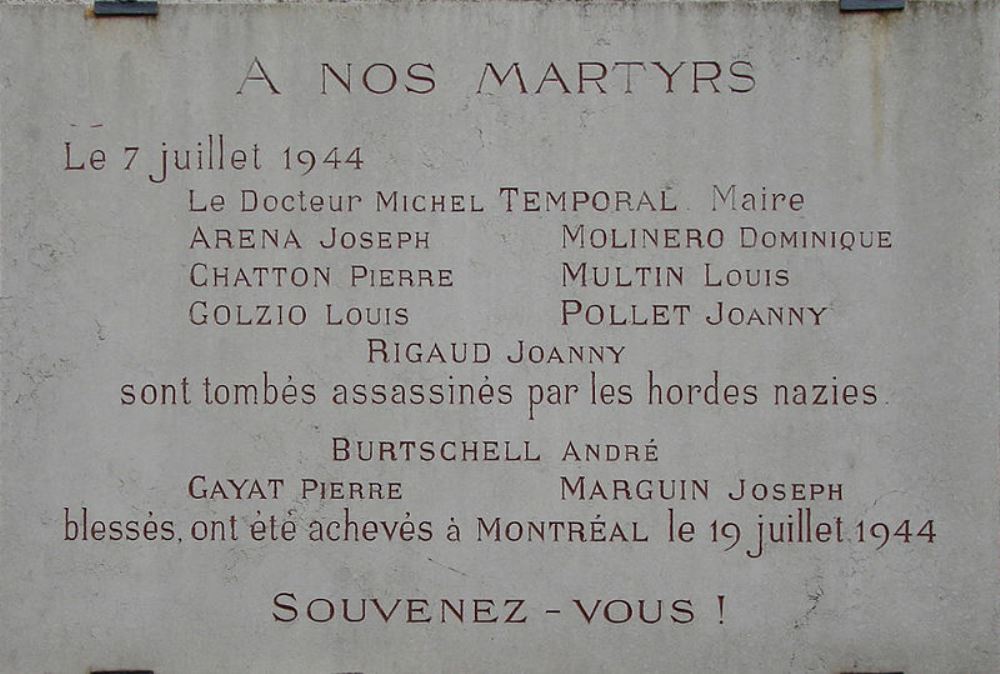 A NOS MARTYRS
Le 7 juillet 1944
Le Docteur MICHEL TEMPORAL Maire
ARENA JOSEPH MOLINERO DOMINIQUE
CHATTON PIERRE MULTIN LOUIS
GOLZIO LOUIS POLLET JOANNY
RIGAUD JOANNY
sont tombés assassinés par les hordes nazies.
BURTSCHELL ANDRÉ
GAYAT PIERRE MARGUIN JOSEPH
blessés, ont été achevés à MONTRÉAL le 19 juillet 1944
SOUVENEZ-VOUS !